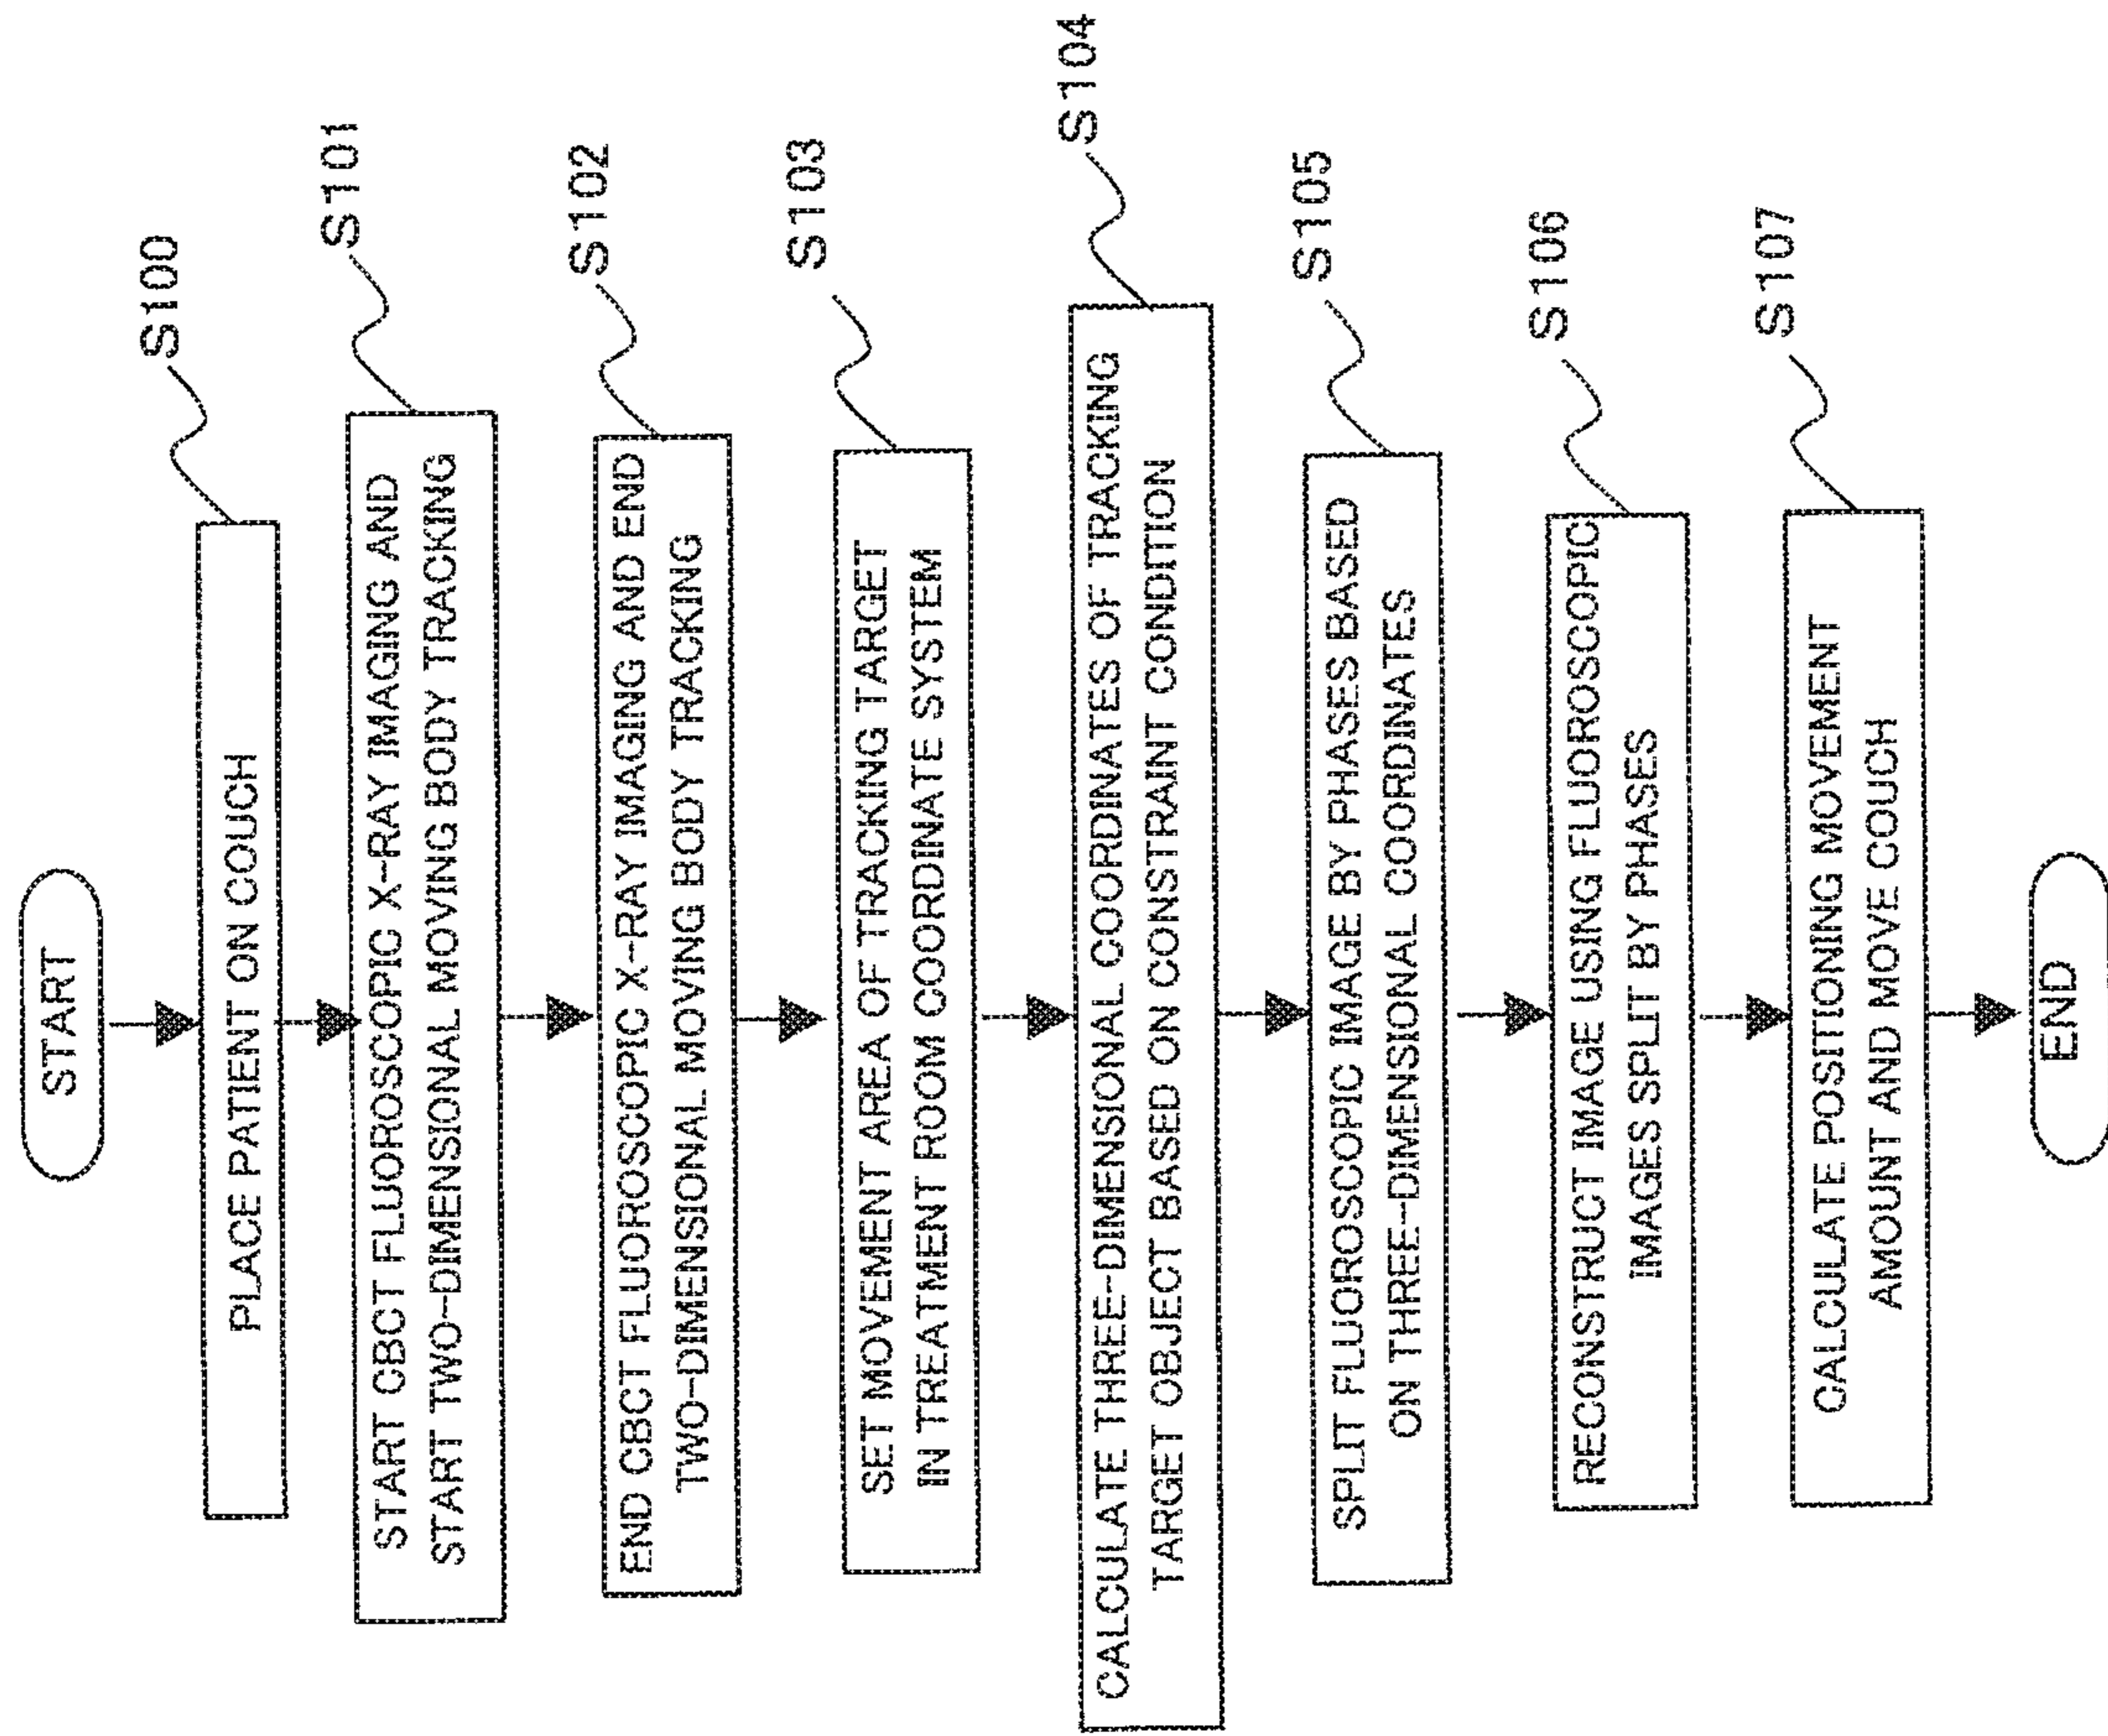 START
PLACE PATIENT ON COUCH
S100
START CBCT FLUOROSCOPIC X-RAY IMAGING AND
START TWO-DIMENSIONAL MOVING BODY TRACKING
S101
END CBCT FLUOROSCOPIC X-RAY IMAGING AND END
TWO-DIMENSIONAL MOVING BODY TRACKING
S102
SET MOVEMENT AREA OF TRACKING TARGET
IN TREATMENT ROOM COORDINATE SYSTEM
S103
CALCULATE THREE-DIMENSIONAL COORDINATES OF TRACKING
TARGET OBJECT BASED ON CONSTRAINT CONDITION
S104
SPLIT FLUOROSCOPIC IMAGE BY PHASES BASED
ON THREE-DIMENSIONAL COORDINATES
S105
RECONSTRUCT IMAGE USING FLUOROSCOPIC
IMAGES SPLIT BY PHASES
S106
CALCULATE POSITIONING MOVEMENT
AMOUNT AND MOVE COUCH
S107
END